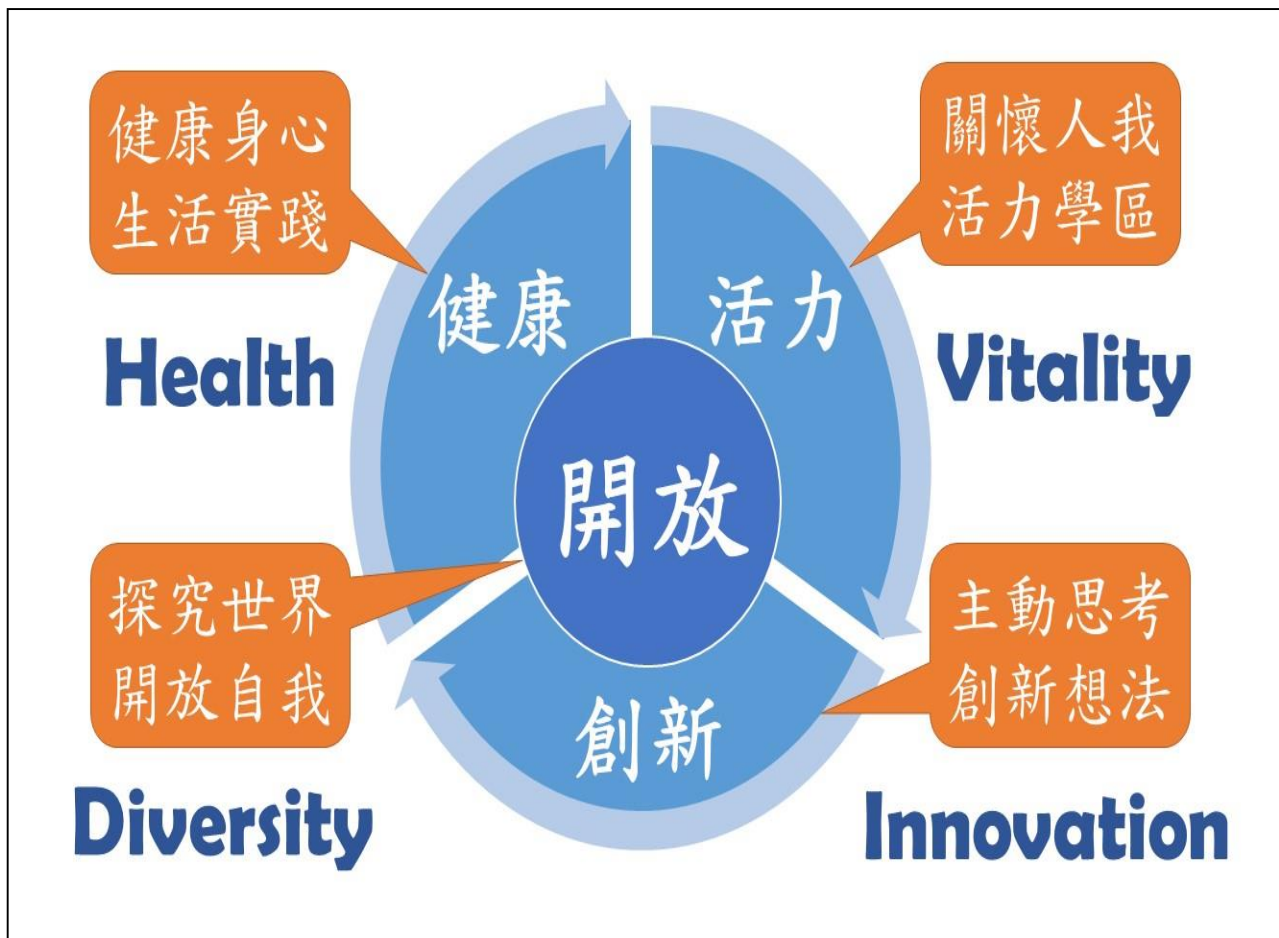 健康身心
生活實踐
關懷人我
活力學區
健康
活力
Health
Vitality
開放
探究世界
開放自我
主動思考
創新想法
創新
Diversity
Innovation